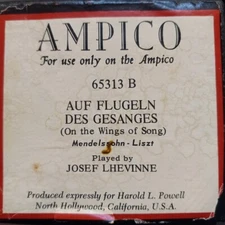 AMPICO
For use only on the Ampico
65313 B
AUF FLUGELN
DES GESANGES
(On the Wings of Song)
Mendelssohn - Liszt
Played by
JOSEF LHEVINNE
Produced expressly for Harold L. Powell
North Hollywood, California, U.S.A.